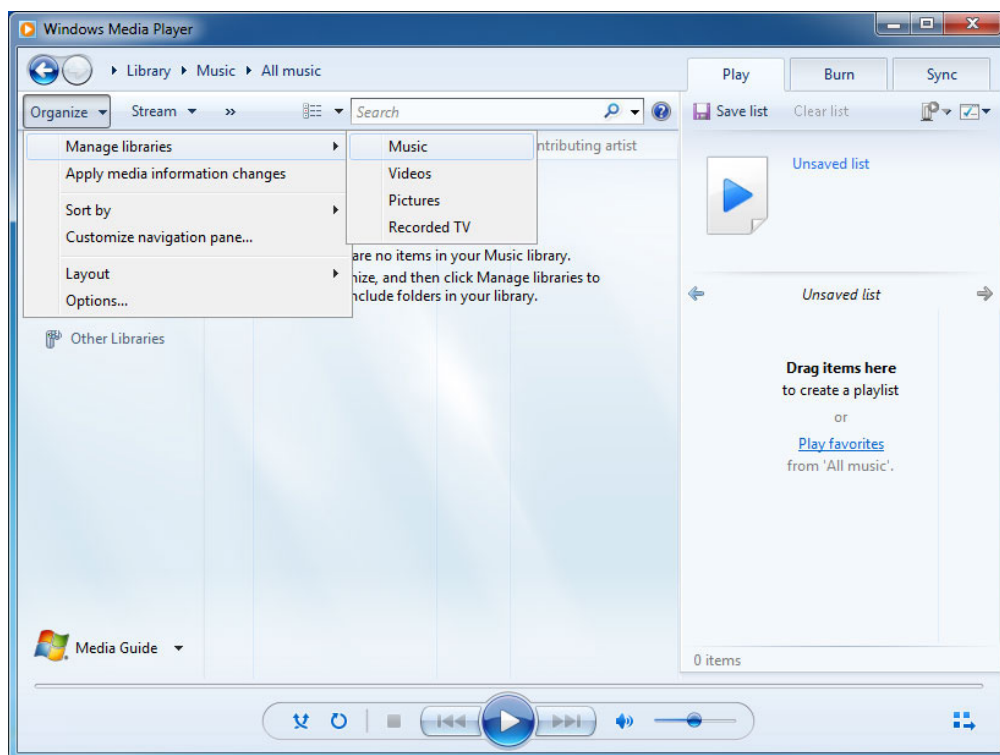 Windows Media Player
Library Music All music
Play Burn Sync
Organize Stream » Search
Save list Clear list
Manage libraries
Apply media information changes
Sort by
Customize navigation pane...
Layout
Options...
Music
Videos
Pictures
Recorded TV
artist
are no items in your Music library.
and then click Manage libraries to
folders in your library.
Other Libraries
Unsaved list
Unsaved list
Drag items here
to create a playlist
or
Play favorites
from 'All music'.
Media Guide
0 items